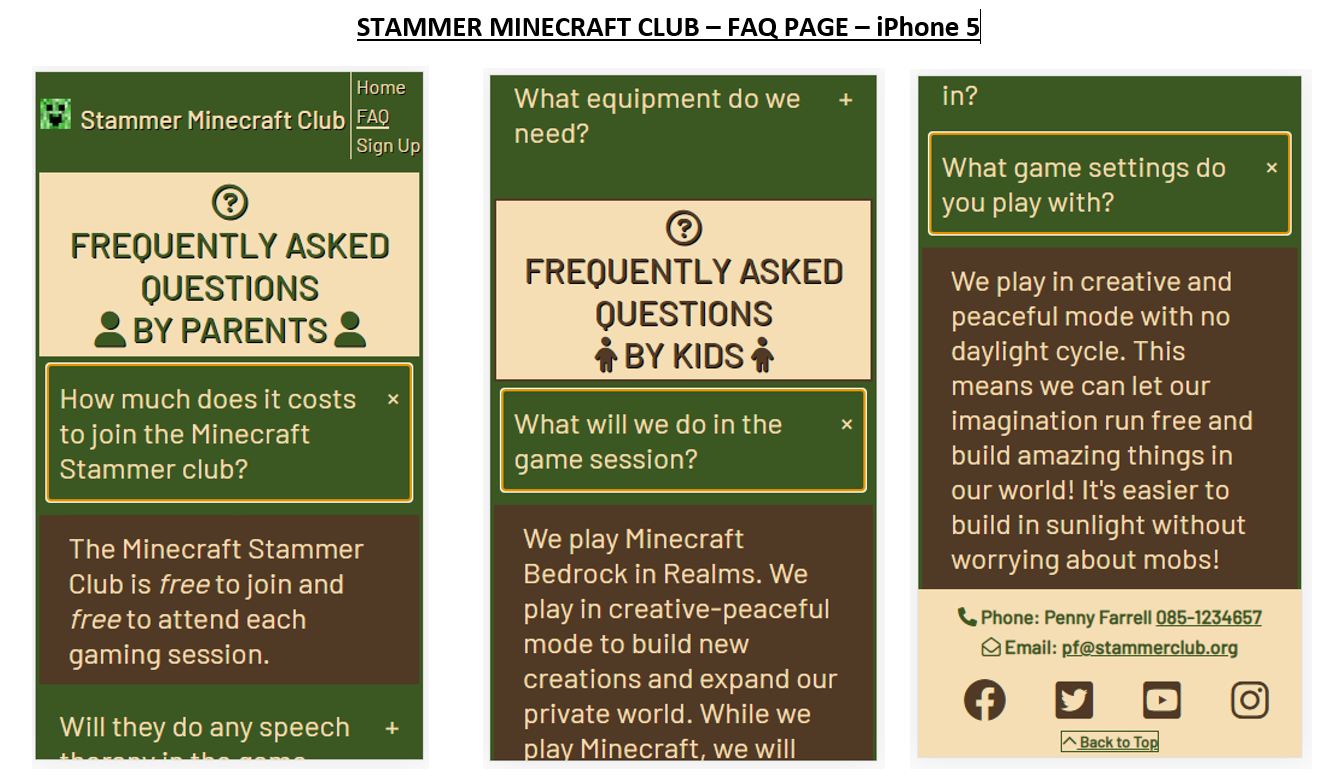 STAMMER MINECRAFT CLUB – FAQ PAGE – iPhone 5
Stammer Minecraft Club
Home
FAQ
Sign Up
FREQUENTLY ASKED
QUESTIONS
BY PARENTS
How much does it costs ×
to join the Minecraft
Stammer club?
The Minecraft Stammer
Club is free to join and
free to attend each
gaming session.
Will they do any speech +
therapy in the game
What equipment do we +
need?
FREQUENTLY ASKED
QUESTIONS
BY KIDS
What will we do in the ×
game session?
We play Minecraft
Bedrock in Realms. We
play in creative-peaceful
mode to build new
creations and expand our
private world. While we
play Minecraft, we will
in?
What game settings do ×
you play with?
We play in creative and
peaceful mode with no
daylight cycle. This
means we can let our
imagination run free and
build amazing things in
our world! It's easier to
build in sunlight without
worrying about mobs!
Phone: Penny Farrell 085-1234657
Email: pf@stammerclub.org
Back to Top